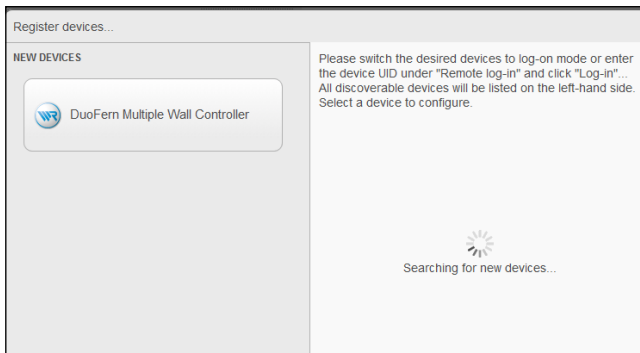 Register devices...
NEW DEVICES
WR DuoFern Multiple Wall Controller
Please switch the desired devices to log-on mode or enter
the device UID under "Remote log-in" and click "Log-in"...
All discoverable devices will be listed on the left-hand side.
Select a device to configure.
Searching for new devices...